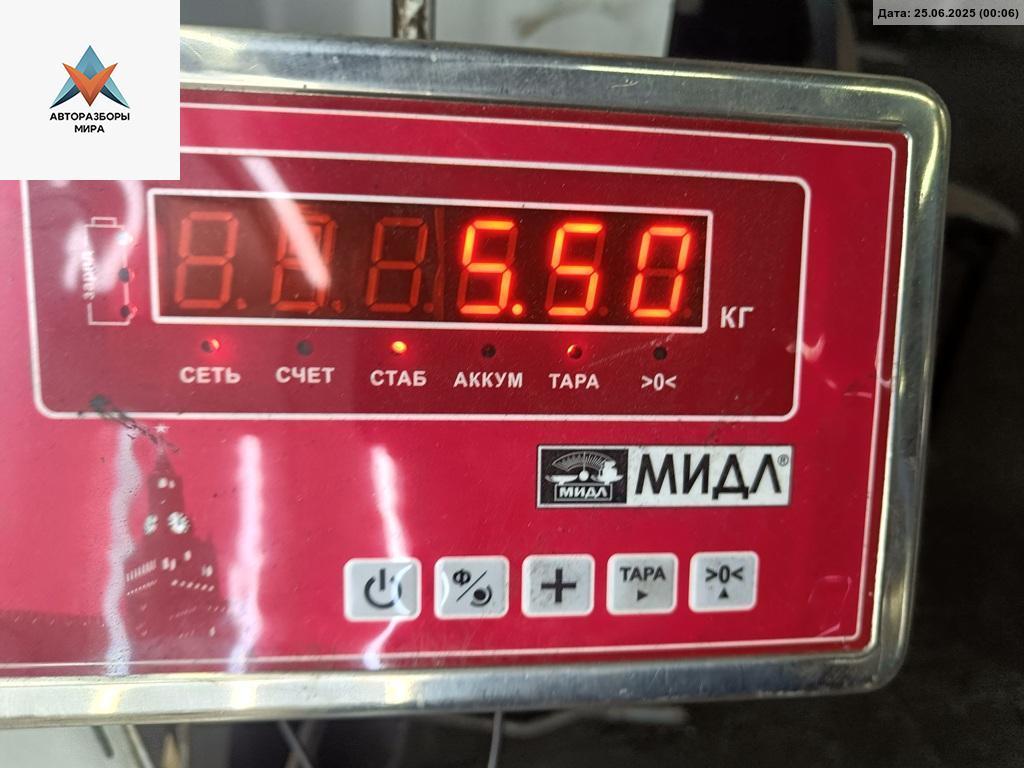 Дата: 25.06.2025 (00:06)
АВТОРАЗБОРЫ
МИРА
5.50
КГ
заряд
СЕТЬ СЧЕТ СТАБ АККУМ ТАРА >0<
МИДЛ МИДЛ®
Ф ТАРА >0<